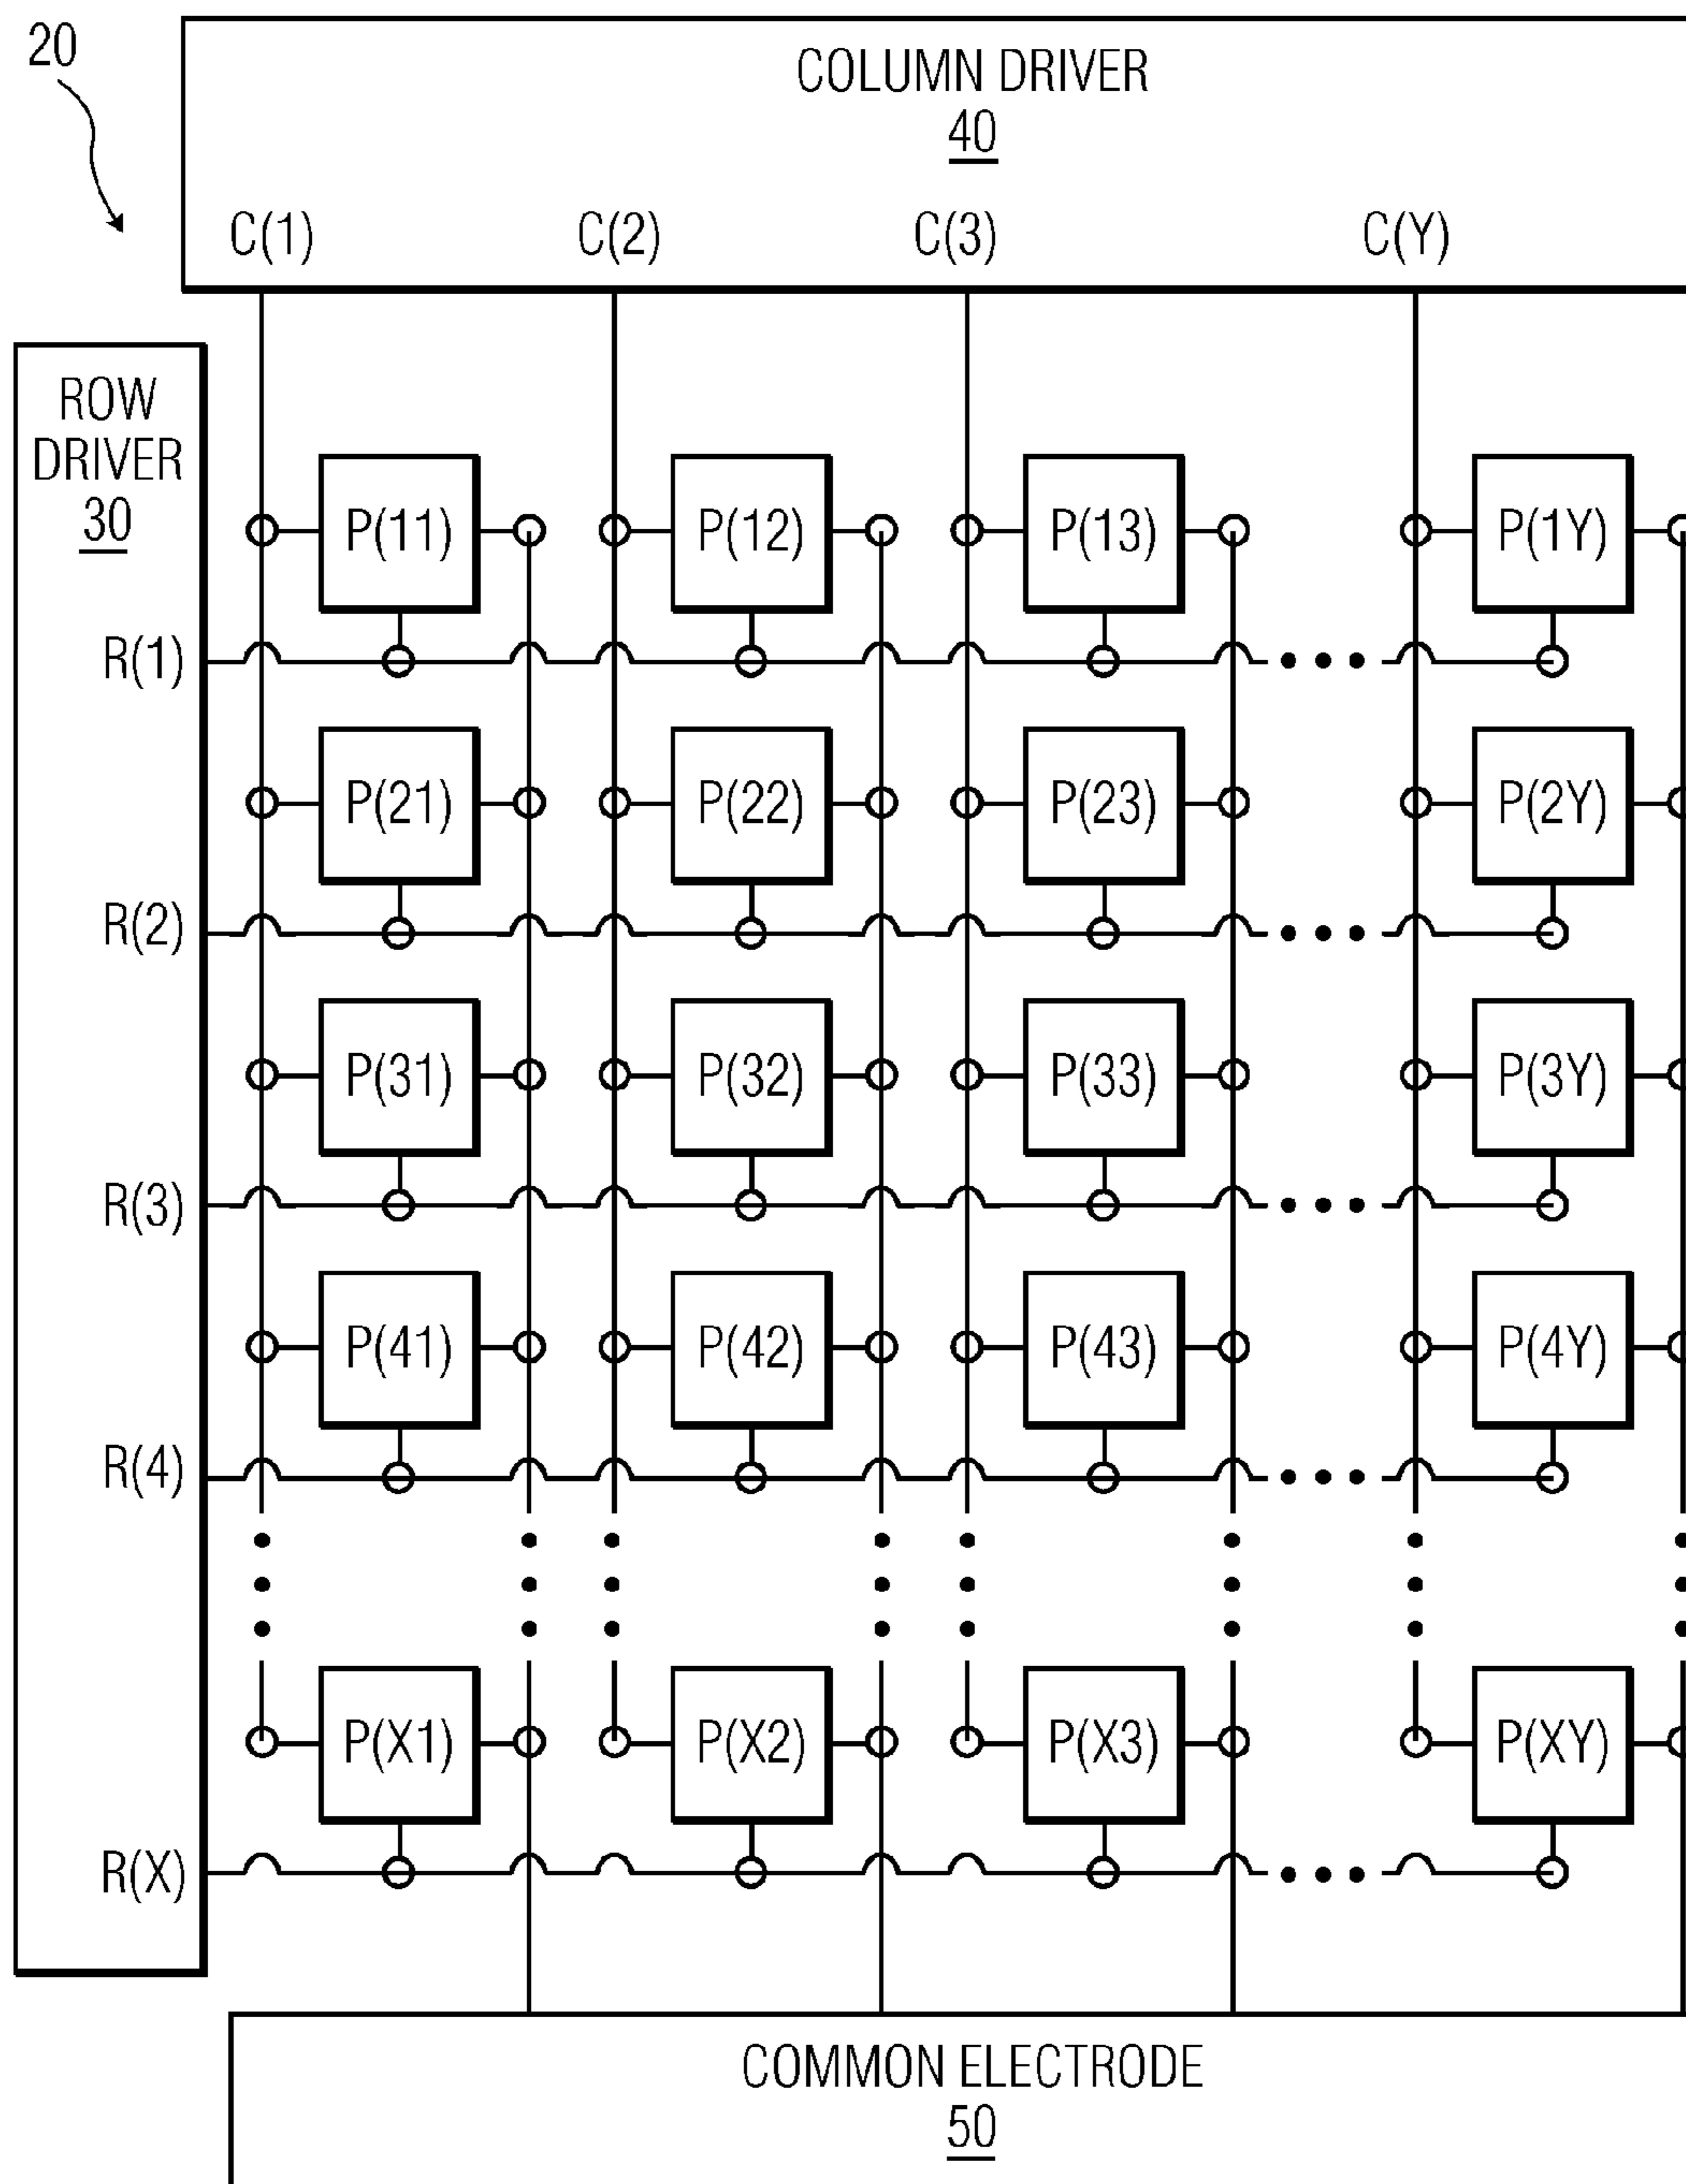 20
COLUMN DRIVER
40
C(1) C(2) C(3) C(Y)
ROW
DRIVER
30
P(11) P(12) P(13) P(1Y)
R(1)
P(21) P(22) P(23) P(2Y)
R(2)
P(31) P(32) P(33) P(3Y)
R(3)
P(41) P(42) P(43) P(4Y)
R(4)
P(X1) P(X2) P(X3) P(XY)
R(X)
COMMON ELECTRODE
50